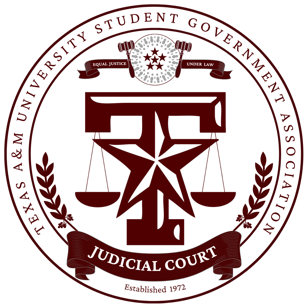 TEXAS A&M UNIVERSITY STUDENT GOVERNMENT ASSOCIATION
EQUAL JUSTICE UNDER LAW
T
JUDICIAL COURT
Established 1972